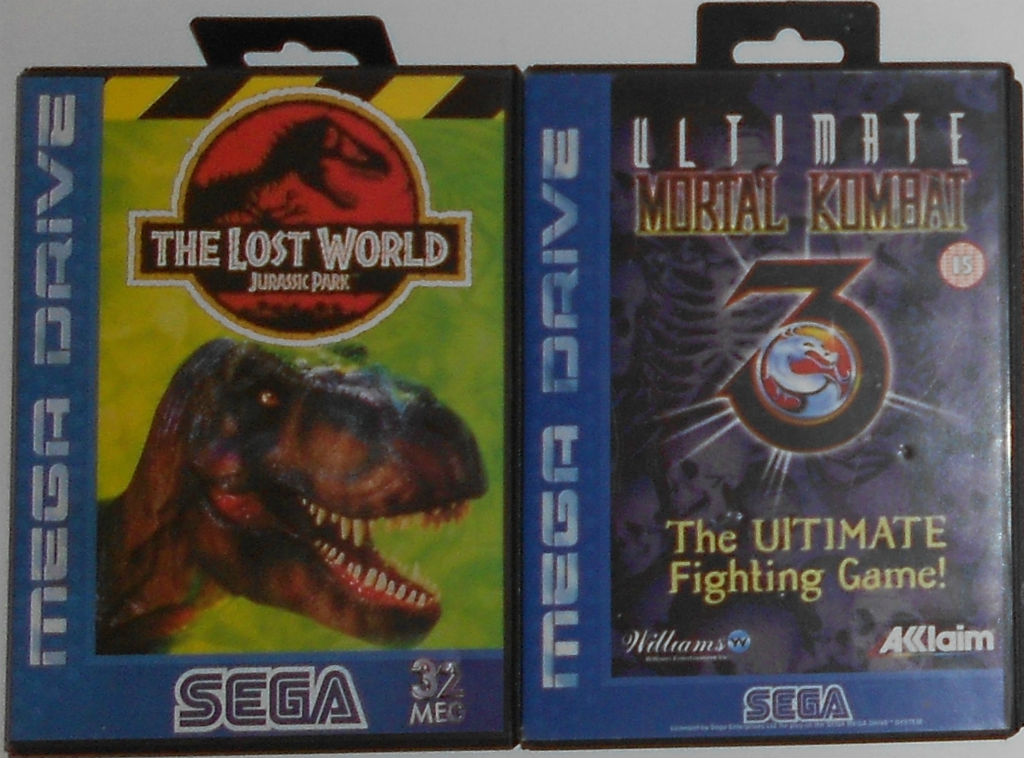 MEGA DRIVE
THE LOST WORLD
JURASSIC PARK
SEGA
32
MEG
MEGA DRIVE
ULTIMATE
MORTAL KOMBAT
15
3
The UlTIMATE
Fighting Game!
Williams W
AKKlaim
SEGA